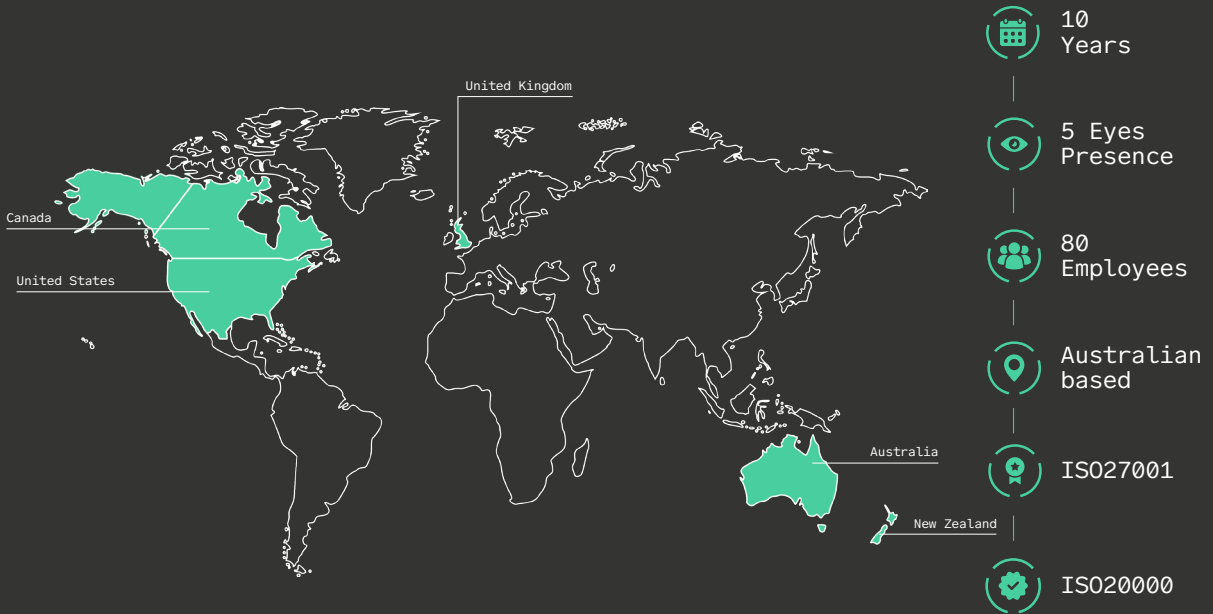 United Kingdom
Canada
United States
Australia
New Zealand
10
Years
5 Eyes
Presence
80
Employees
Australian
based
ISO27001
ISO20000